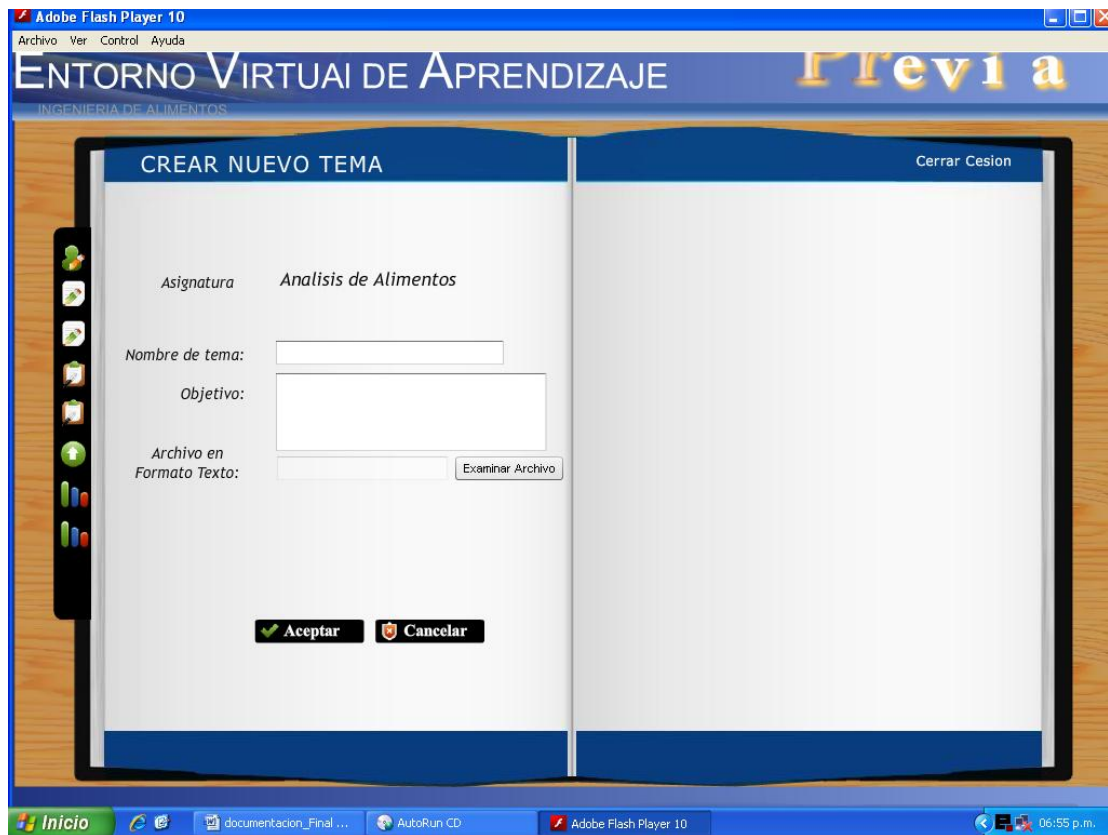 Adobe Flash Player 10
Archivo Ver Control Ayuda
ENTORNO VIRTUAl DE APRENDIZAJE
Previa
INGENIERIA DE ALIMENTOS
CREAR NUEVO TEMA
Cerrar Cesion
Asignatura Analisis de Alimentos
Nombre de tema:
Objetivo:
Archivo en
Formato Texto:
Examinar Archivo
Aceptar Cancelar
Inicio documentacion_Final ... AutoRun CD Adobe Flash Player 10 06:55 p.m.